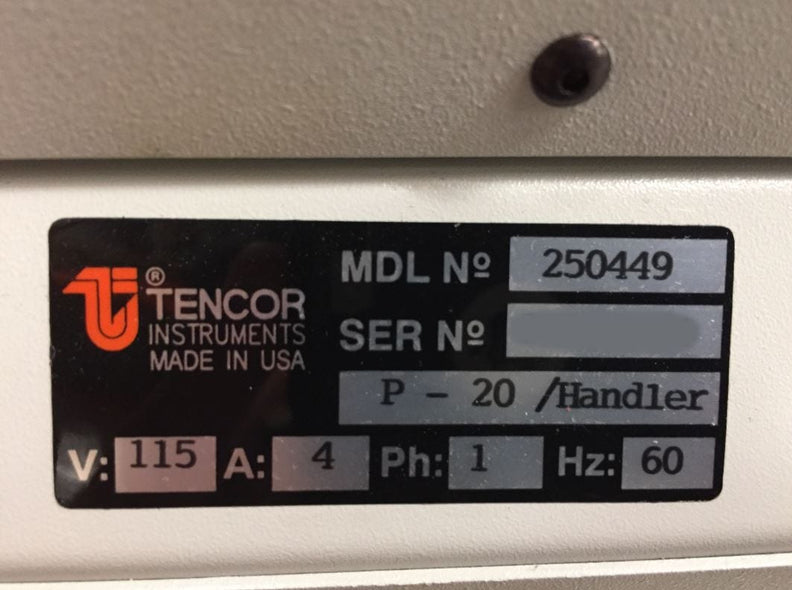 ® TENCOR
INSTRUMENTS
MADE IN USA
MDL Nº 250449
SER Nº
P - 20 /Handler
V: 115 A: 4 Ph: 1 Hz: 60